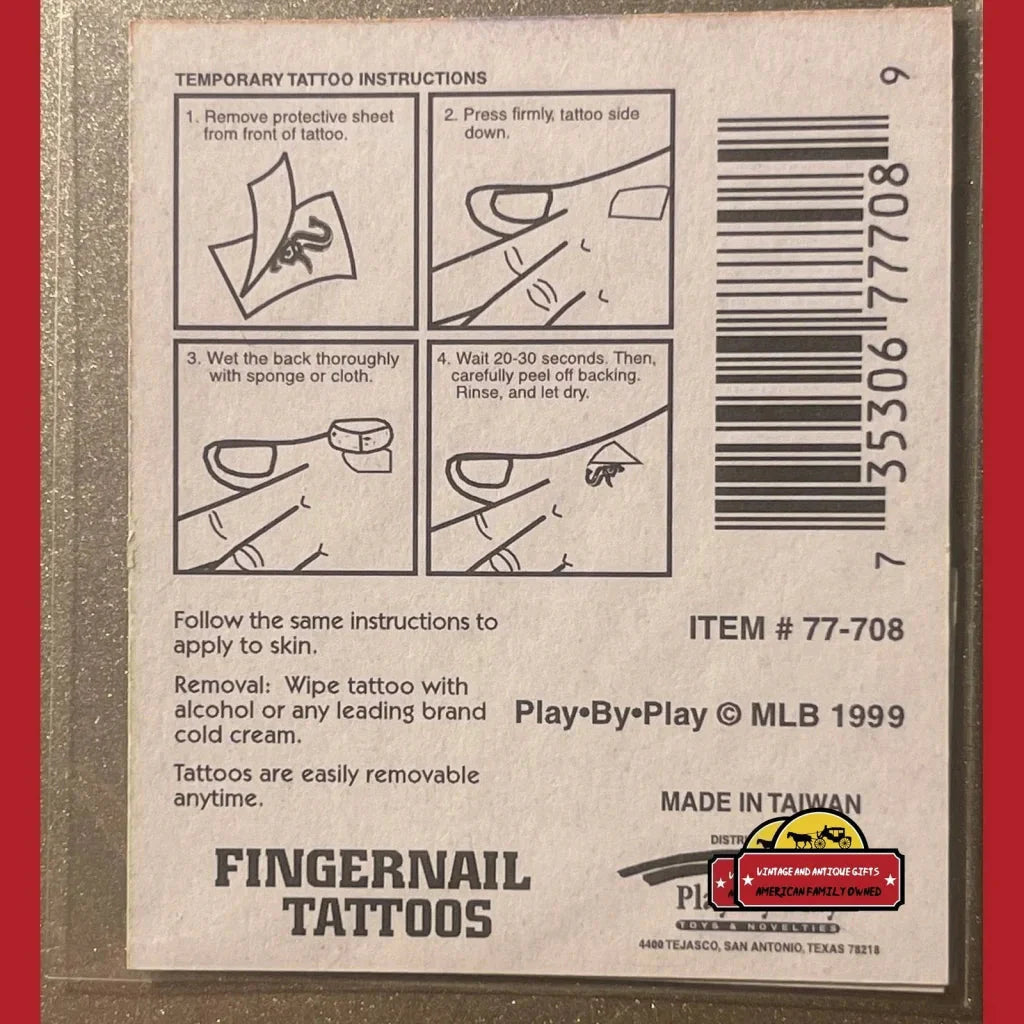 TEMPORARY TATTOO INSTRUCTIONS
1. Remove protective sheet
from front of tattoo.
2. Press firmly, tattoo side
down.
3. Wet the back thoroughly
with sponge or cloth.
4. Wait 20-30 seconds. Then,
carefully peel off backing.
Rinse, and let dry.
7 35306 77708 9
Follow the same instructions to
apply to skin.
Removal: Wipe tattoo with
alcohol or any leading brand
cold cream.
Tattoos are easily removable
anytime.
FINGERNAIL
TATTOOS
ITEM # 77-708
Play•By•Play © MLB 1999
MADE IN TAIWAN
VINTAGE AND ANTIQUE GIFTS
AMERICAN FAMILY OWNED
TOYS & NOVELTIES
4400 TEJASCO, SAN ANTONIO, TEXAS 78218